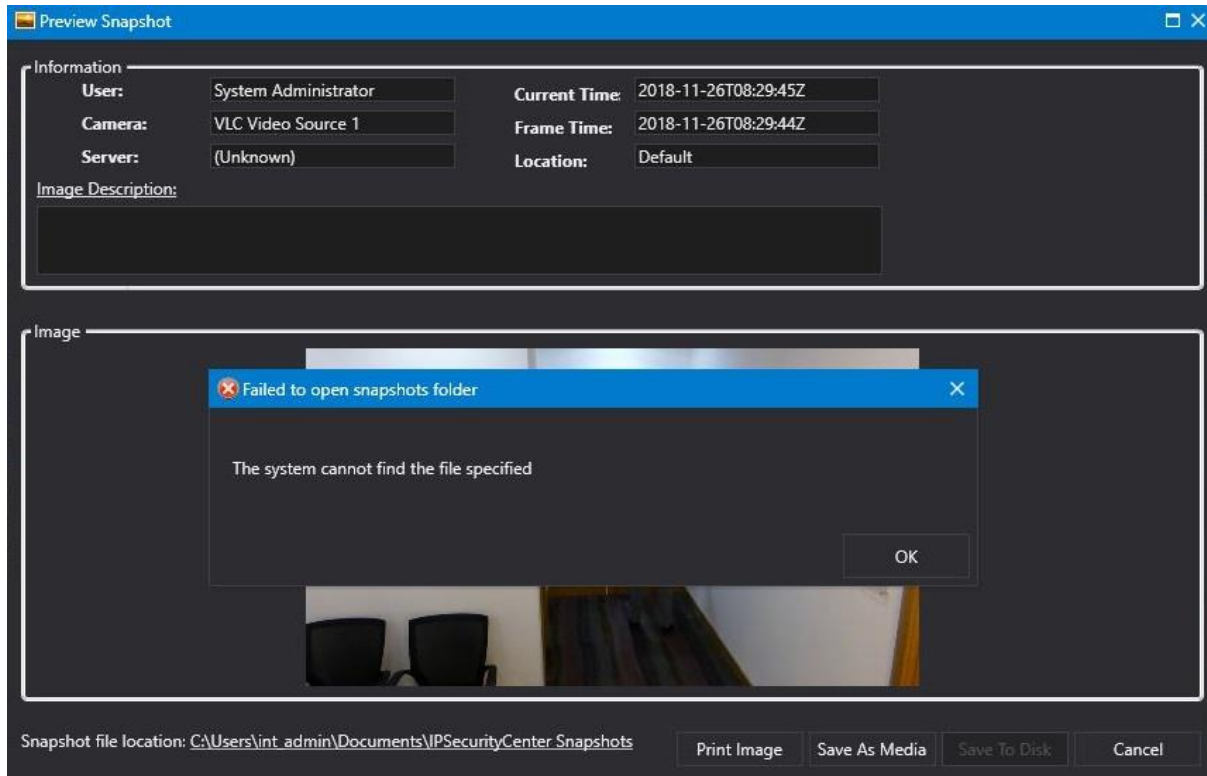 Preview Snapshot
Information
User: System Administrator Current Time: 2018-11-26T08:29:45Z
Camera: VLC Video Source 1 Frame Time: 2018-11-26T08:29:44Z
Server: (Unknown) Location: Default
Image Description:
Image
Failed to open snapshots folder
The system cannot find the file specified
OK
Snapshot file location: C:\Users\int_admin\Documents\IPSecurityCenter Snapshots Print Image Save As Media Save To Disk Cancel